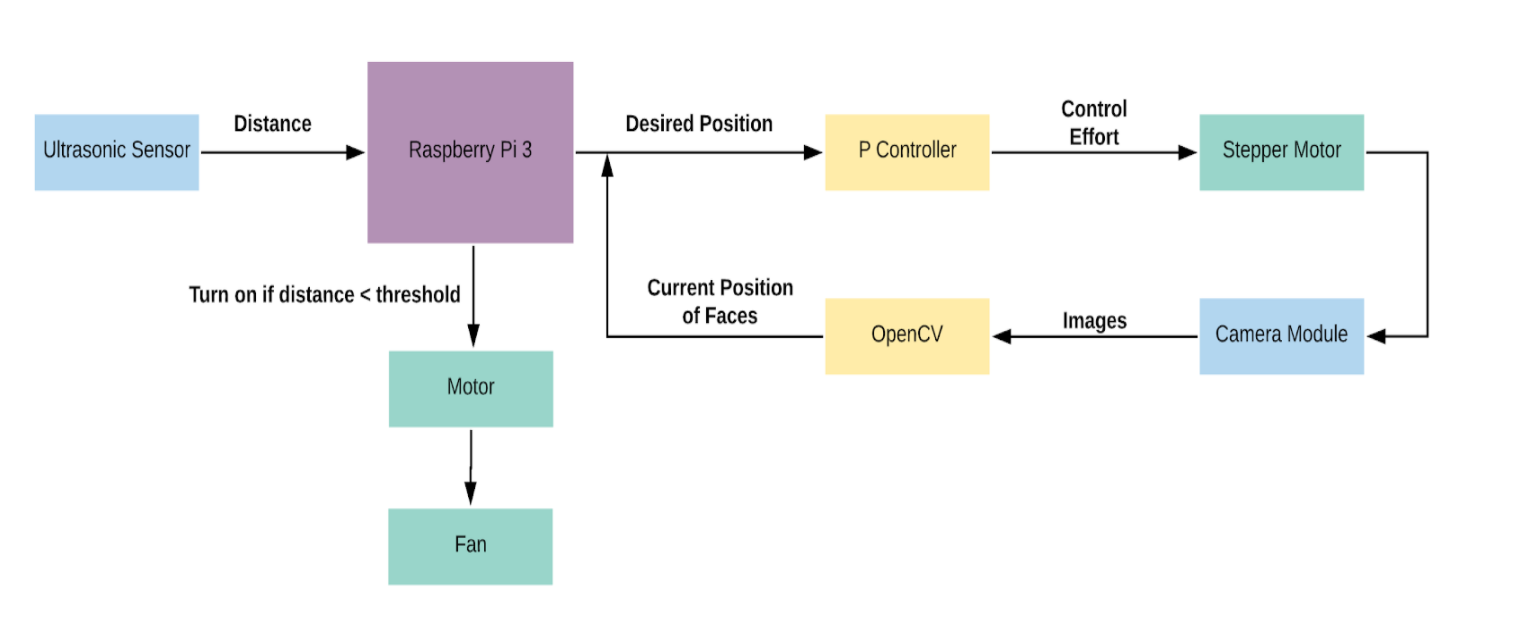 Ultrasonic Sensor
Distance
Raspberry Pi 3
Desired Position
P Controller
Control
Effort
Stepper Motor
Turn on if distance < threshold
Current Position
of Faces
OpenCV
Images
Camera Module
Motor
Fan